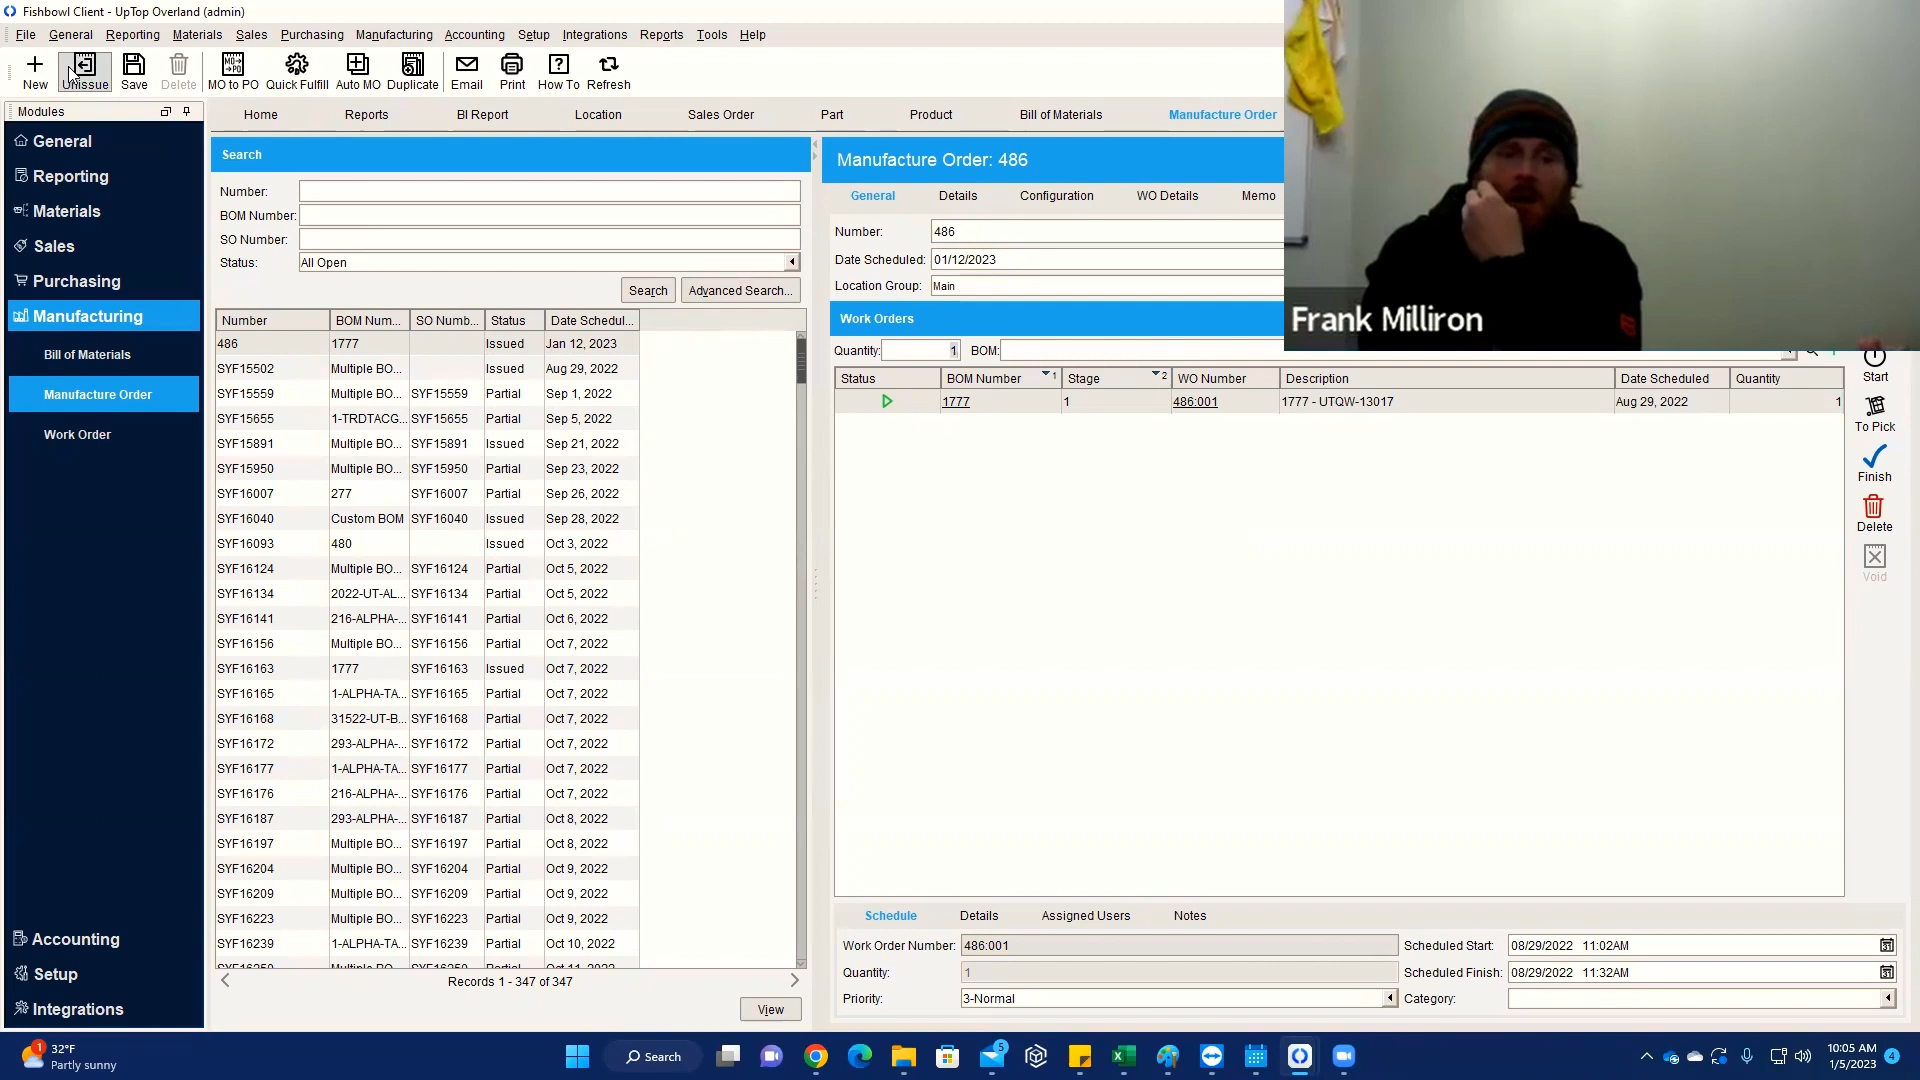 Fishbowl Client - UpTop Overland (admin)
File General Reporting Materials Sales Purchasing Manufacturing Accounting Setup Integrations Reports Tools Help
New Unissue Save Delete MO to PO Quick Fulfill Auto MO Duplicate Email Print How To Refresh
Modules
General
Reporting
Materials
Sales
Purchasing
Manufacturing
Bill of Materials
Manufacture Order
Work Order
Accounting
Setup
Integrations
Home Reports BI Report Location Sales Order Part Product Bill of Materials Manufacture Order
Search
Number:
BOM Number:
SO Number:
Status: All Open
Search Advanced Search...
Number BOM Num... SO Numb... Status Date Schedul...
486 1777 Issued Jan 12, 2023
SYF15502 Multiple BO... Issued Aug 29, 2022
SYF15559 Multiple BO... SYF15559 Partial Sep 1, 2022
SYF15655 1-TRDTACG... SYF15655 Partial Sep 5, 2022
SYF15891 Multiple BO... SYF15891 Issued Sep 21, 2022
SYF15950 Multiple BO... SYF15950 Partial Sep 23, 2022
SYF16007 277 SYF16007 Partial Sep 26, 2022
SYF16040 Custom BOM SYF16040 Issued Sep 28, 2022
SYF16093 480 Issued Oct 3, 2022
SYF16124 Multiple BO... SYF16124 Partial Oct 5, 2022
SYF16134 2022-UT-AL... SYF16134 Partial Oct 5, 2022
SYF16141 216-ALPHA-... SYF16141 Partial Oct 6, 2022
SYF16156 Multiple BO... SYF16156 Partial Oct 7, 2022
SYF16163 1777 SYF16163 Issued Oct 7, 2022
SYF16165 1-ALPHA-TA... SYF16165 Partial Oct 7, 2022
SYF16168 31522-UT-B... SYF16168 Partial Oct 7, 2022
SYF16172 293-ALPHA-... SYF16172 Partial Oct 7, 2022
SYF16177 1-ALPHA-TA... SYF16177 Partial Oct 7, 2022
SYF16176 216-ALPHA-... SYF16176 Partial Oct 7, 2022
SYF16187 293-ALPHA-... SYF16187 Partial Oct 8, 2022
SYF16197 Multiple BO... SYF16197 Partial Oct 8, 2022
SYF16204 Multiple BO... SYF16204 Partial Oct 9, 2022
SYF16209 Multiple BO... SYF16209 Partial Oct 9, 2022
SYF16223 Multiple BO... SYF16223 Partial Oct 9, 2022
SYF16239 1-ALPHA-TA... SYF16239 Partial Oct 10, 2022
Records 1 - 347 of 347
View
Manufacture Order: 486
General Details Configuration WO Details Memo
Number: 486
Date Scheduled: 01/12/2023
Location Group: Main
Work Orders
Quantity: 1 BOM:
Status BOM Number 1 Stage 2 WO Number Description Date Scheduled Quantity
1777 1 486:001 1777 - UTQW-13017 Aug 29, 2022 1
Start
To Pick
Finish
Delete
Void
Schedule Details Assigned Users Notes
Work Order Number: 486:001 Scheduled Start: 08/29/2022 11:02AM
Quantity: 1 Scheduled Finish: 08/29/2022 11:32AM
Priority: 3-Normal Category:
Frank Milliron
1 32°F
Partly sunny
Search
5
10:05 AM
1/5/2023
4